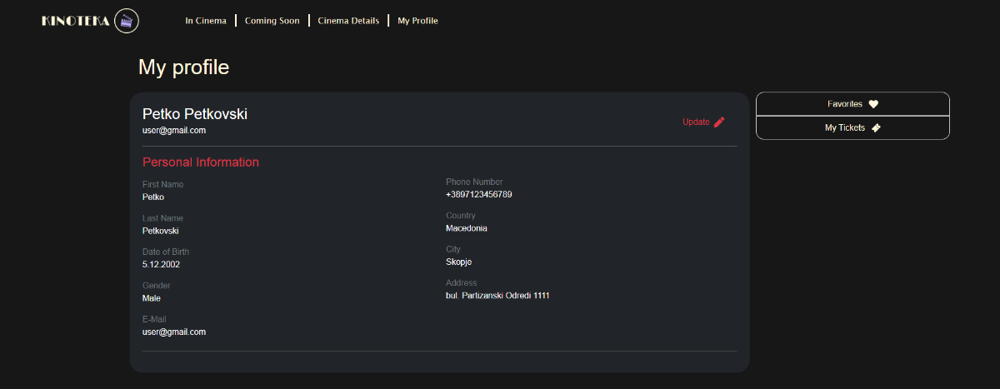 KINOTEKA
In Cinema
Coming Soon
Cinema Details
My Profile
My profile
Petko Petkovski
user@gmail.com
Update
Personal Information
First Name
Petko
Last Name
Petkovski
Date of Birth
5.12.2002
Gender
Male
E-Mail
user@gmail.com
Phone Number
+3897123456789
Country
Macedonia
City
Skopje
Address
bul. Partizanski Odredi 1111
Favorites
My Tickets